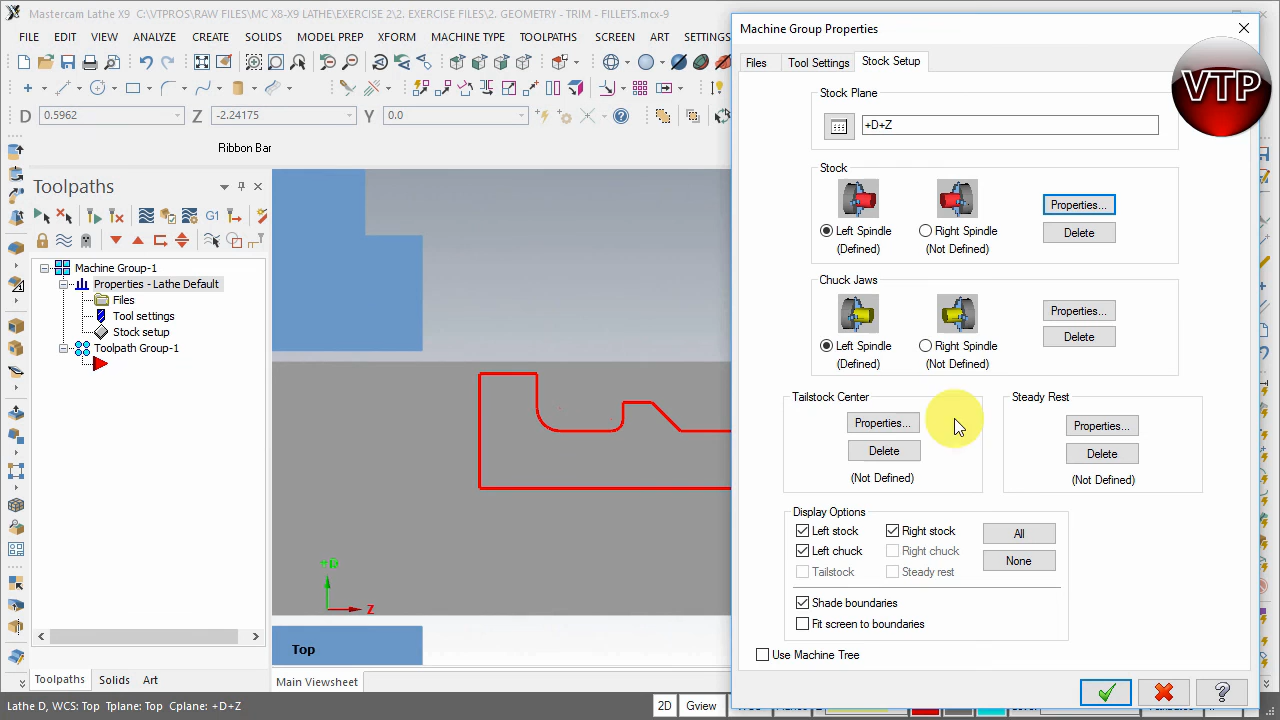 Mastercam Lathe X9 C:\VTPROS\RAW FILES\MC X8-X9 LATHE\EXERCISE 2\2. EXERCISE FILES\2. GEOMETRY - TRIM - FILLETS.mcx-9
FILE EDIT VIEW ANALYZE CREATE SOLIDS MODEL PREP XFORM MACHINE TYPE TOOLPATHS SCREEN ART SETTINGS
D 0.5962 Z -2.24175 Y 0.0
Ribbon Bar
Toolpaths
G1
Machine Group-1
Properties - Lathe Default
Files
Tool settings
Stock setup
Toolpath Group-1
Toolpaths Solids Art
Z
Top
Main Viewsheet
Lathe D, WCS: Top Tplane: Top Cplane: +D+Z
2D Gview
Machine Group Properties
VTP
Files Tool Settings Stock Setup
Stock Plane
+D+Z
Stock
Left Spindle
(Defined)
Right Spindle
(Not Defined)
Properties...
Delete
Chuck Jaws
Left Spindle
(Defined)
Right Spindle
(Not Defined)
Properties...
Delete
Tailstock Center
Properties...
Delete
(Not Defined)
Steady Rest
Properties...
Delete
(Not Defined)
Display Options
Left stock Right stock All
Left chuck Right chuck None
Tailstock Steady rest
Shade boundaries
Fit screen to boundaries
Use Machine Tree